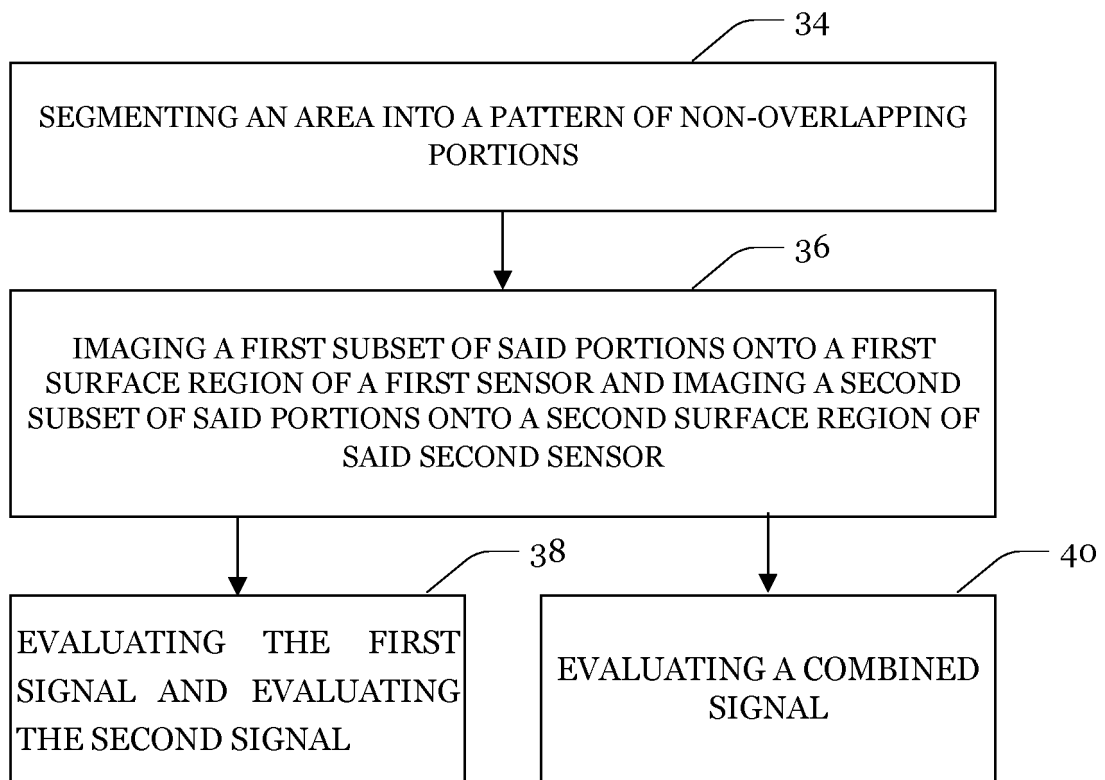 34
SEGMENTING AN AREA INTO A PATTERN OF NON-OVERLAPPING
PORTIONS
36
IMAGING A FIRST SUBSET OF SAID PORTIONS ONTO A FIRST
SURFACE REGION OF A FIRST SENSOR AND IMAGING A SECOND
SUBSET OF SAID PORTIONS ONTO A SECOND SURFACE REGION OF
SAID SECOND SENSOR
38
EVALUATING THE FIRST
SIGNAL AND EVALUATING
THE SECOND SIGNAL
40
EVALUATING A COMBINED
SIGNAL